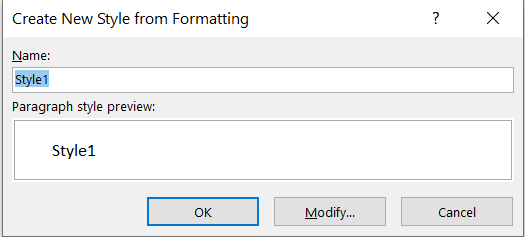 Create New Style from Formatting ? ×
Name:
Style1
Paragraph style preview:
Style1
OK Modify... Cancel